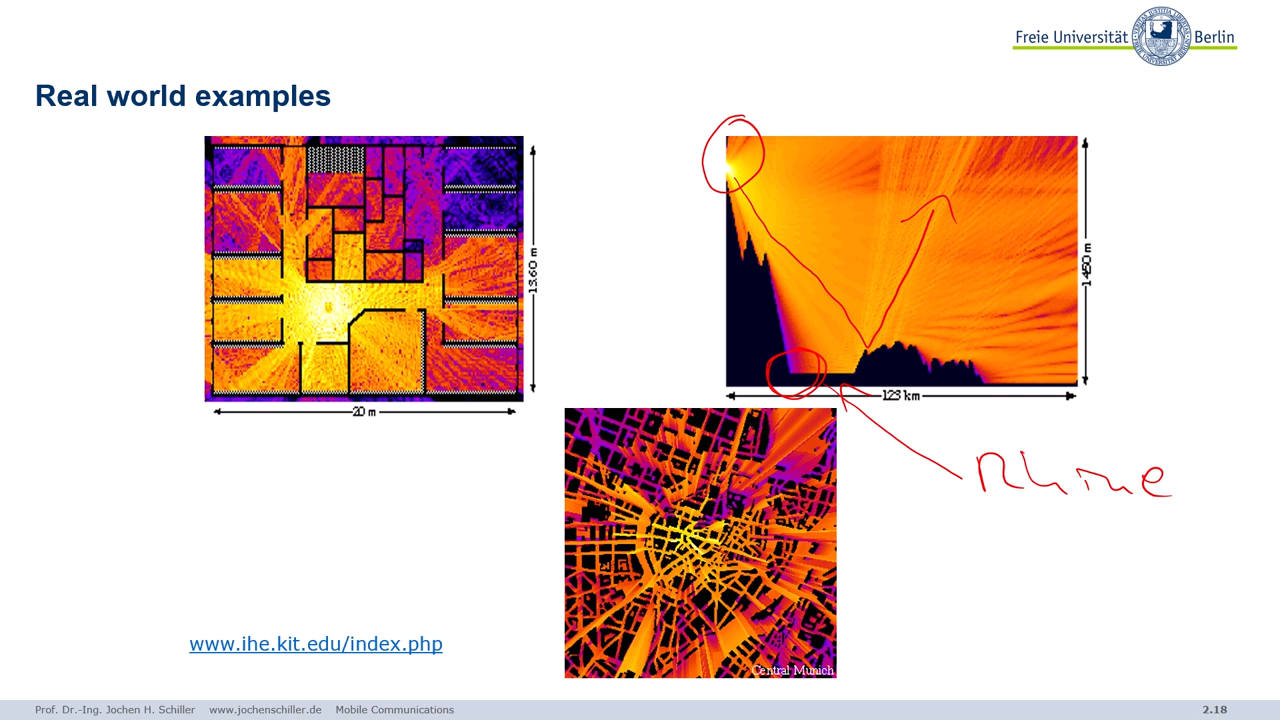 Freie Universität Berlin
Real world examples
13.60 m
20 m
1450 m
123 km
Rhine
Central Munich
www.ihe.kit.edu/index.php
Prof. Dr.-Ing. Jochen H. Schiller www.jochenschiller.de Mobile Communications 2.18